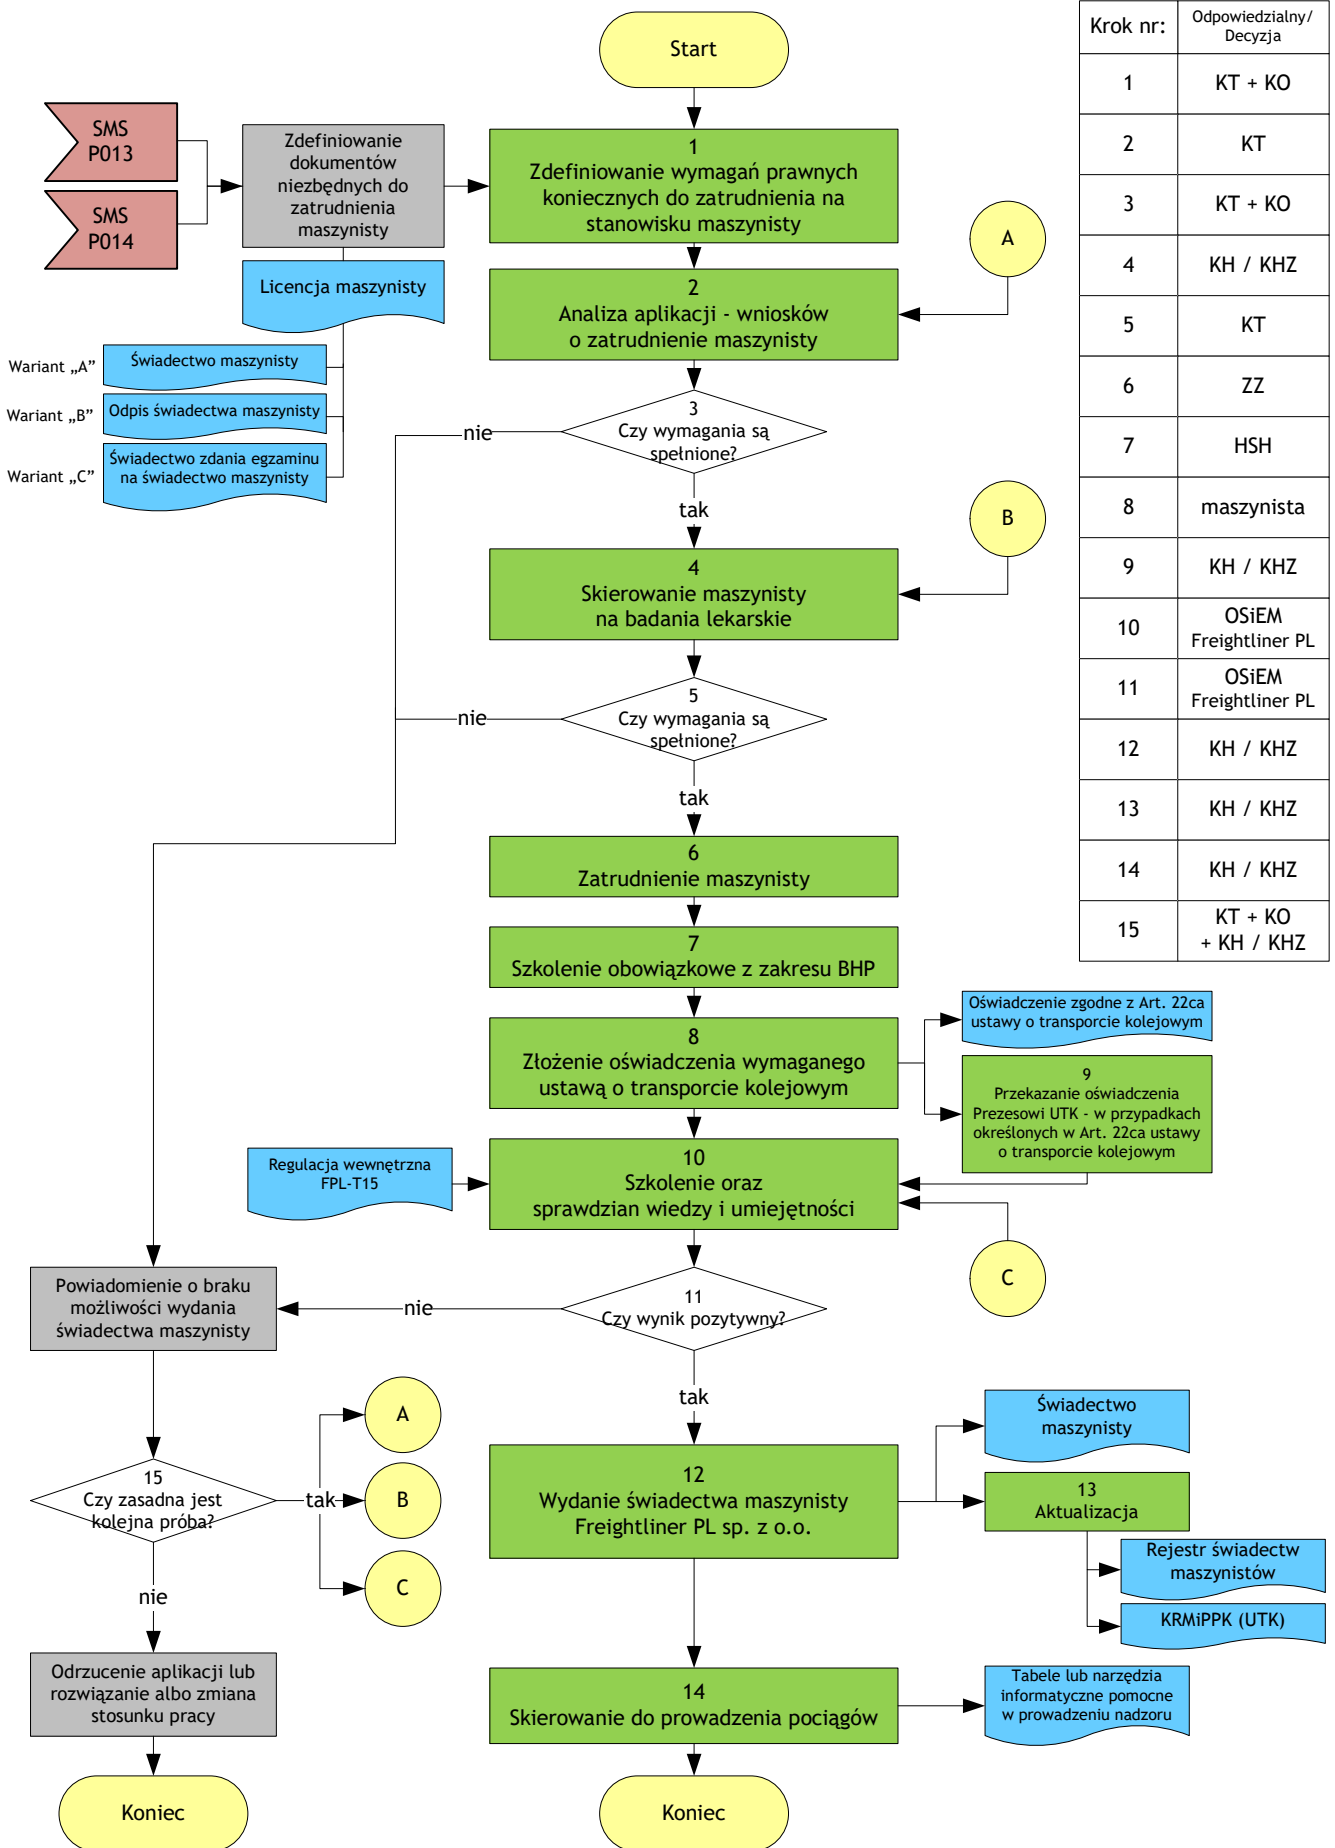 Start
SMS
P013
SMS
P014
Zdefiniowanie
dokumentów
niezbędnych do
zatrudnienia
maszynisty
1
Zdefiniowanie wymagań prawnych
koniecznych do zatrudnienia na
stanowisku maszynisty
A
Licencja maszynisty
2
Analiza aplikacji - wniosków
o zatrudnienie maszynisty
Wariant „A”
Świadectwo maszynisty
Wariant „B”
Odpis świadectwa maszynisty
Wariant „C”
Świadectwo zdania egzaminu
na świadectwo maszynisty
3
Czy wymagania są
spełnione?
nie
tak
B
4
Skierowanie maszynisty
na badania lekarskie
5
Czy wymagania są
spełnione?
nie
tak
6
Zatrudnienie maszynisty
7
Szkolenie obowiązkowe z zakresu BHP
8
Złożenie oświadczenia wymaganego
ustawą o transporcie kolejowym
Oświadczenie zgodne z Art. 22ca
ustawy o transporcie kolejowym
9
Przekazanie oświadczenia
Prezesowi UTK - w przypadkach
określonych w Art. 22ca ustawy
o transporcie kolejowym
Regulacja wewnętrzna
FPL-T15
10
Szkolenie oraz
sprawdzian wiedzy i umiejętności
C
Powiadomienie o braku
możliwości wydania
świadectwa maszynisty
nie
11
Czy wynik pozytywny?
tak
A
B
C
15
Czy zasadna jest
kolejna próba?
tak
nie
12
Wydanie świadectwa maszynisty
Freightliner PL sp. z o.o.
Świadectwo
maszynisty
13
Aktualizacja
Rejestr świadectw
maszynistów
KRMiPPK (UTK)
Odrzucenie aplikacji lub
rozwiązanie albo zmiana
stosunku pracy
14
Skierowanie do prowadzenia pociągów
Tabele lub narzędzia
informatyczne pomocne
w prowadzeniu nadzoru
Koniec
Koniec
Krok nr:
Odpowiedzialny/
Decyzja
1
KT + KO
2
KT
3
KT + KO
4
KH / KHZ
5
KT
6
ZZ
7
HSH
8
maszynista
9
KH / KHZ
10
OSiEM
Freightliner PL
11
OSiEM
Freightliner PL
12
KH / KHZ
13
KH / KHZ
14
KH / KHZ
15
KT + KO
+ KH / KHZ